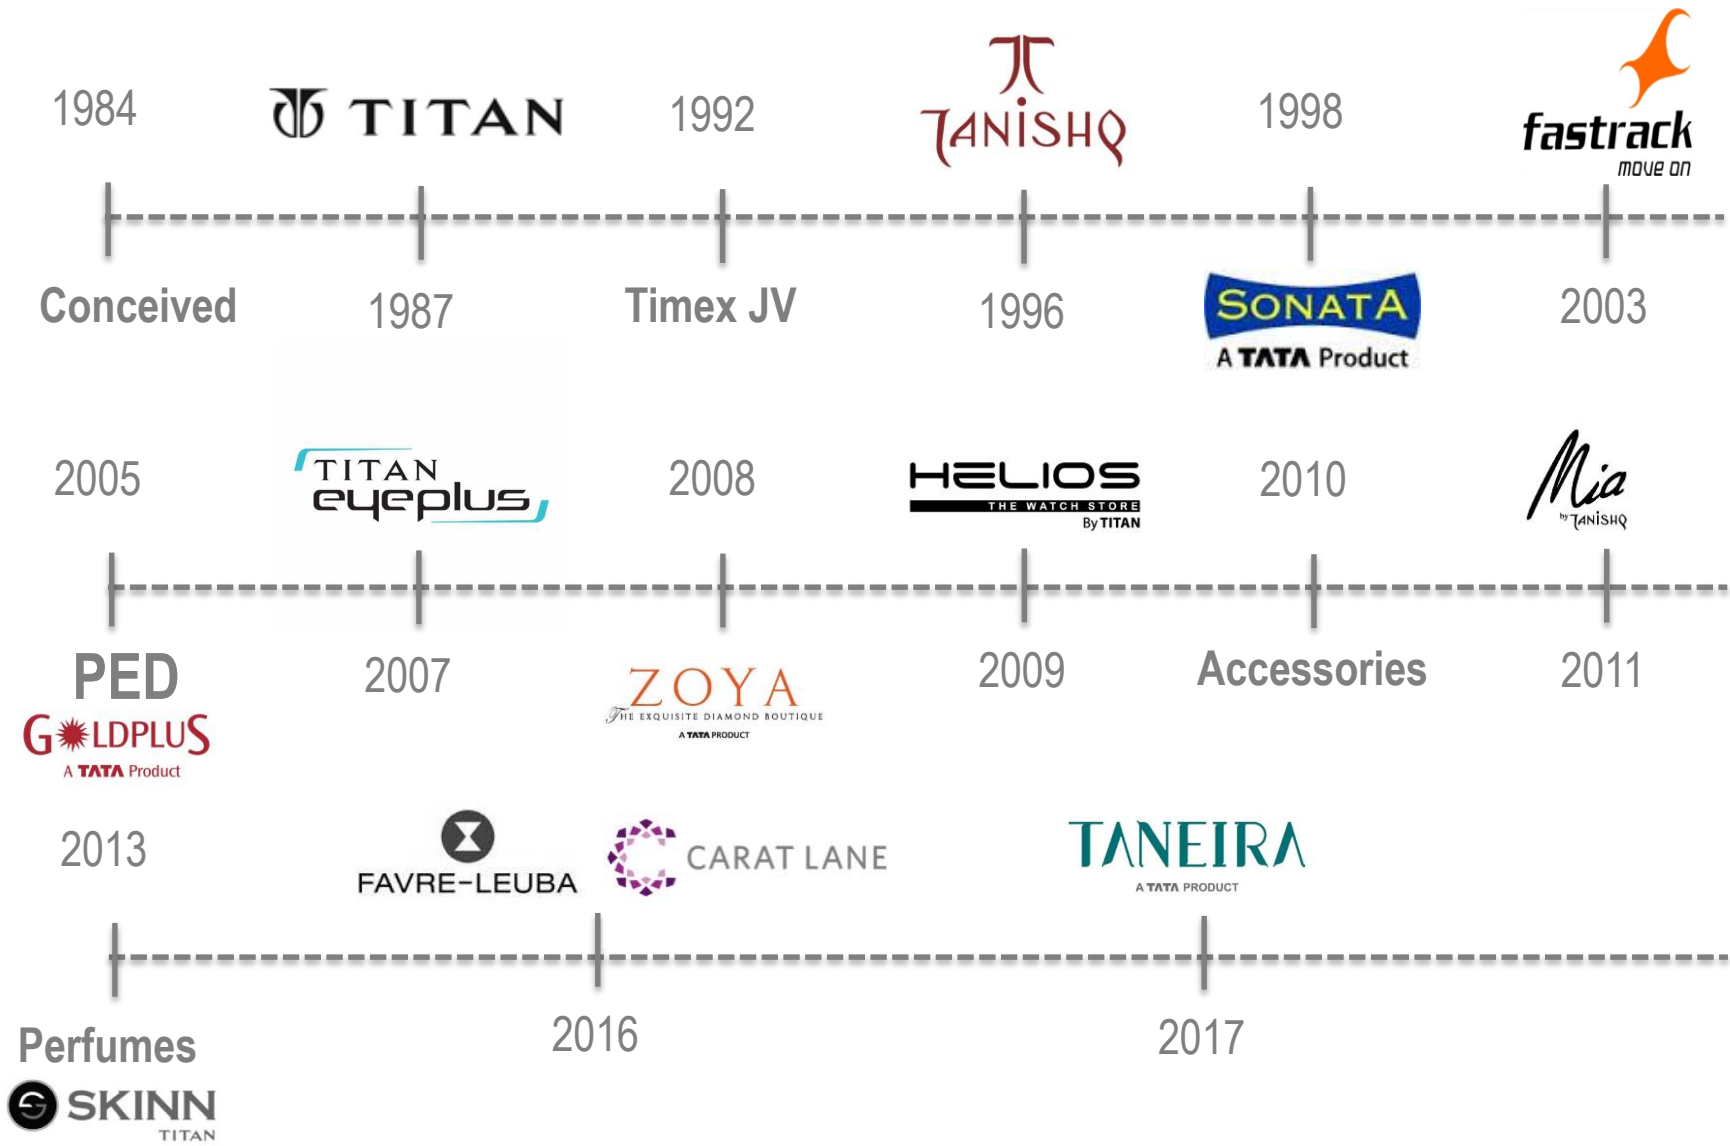 1984
TITAN
1992
TANISHQ
1998
fastrack
move on
Conceived
1987
Timex JV
1996
SONATA
A TATA Product
2003
2005
TITAN
eyeplus
2008
HELIOS
THE WATCH STORE
By TITAN
2010
Mia
by TANISHQ
PED
GOLDPLUS
A TATA Product
2007
ZOYA
THE EXQUISITE DIAMOND BOUTIQUE
A TATA PRODUCT
2009
Accessories
2011
2013
FAVRE-LEUBA
CARAT LANE
TANEIRA
A TATA PRODUCT
Perfumes
SKINN
TITAN
2016
2017